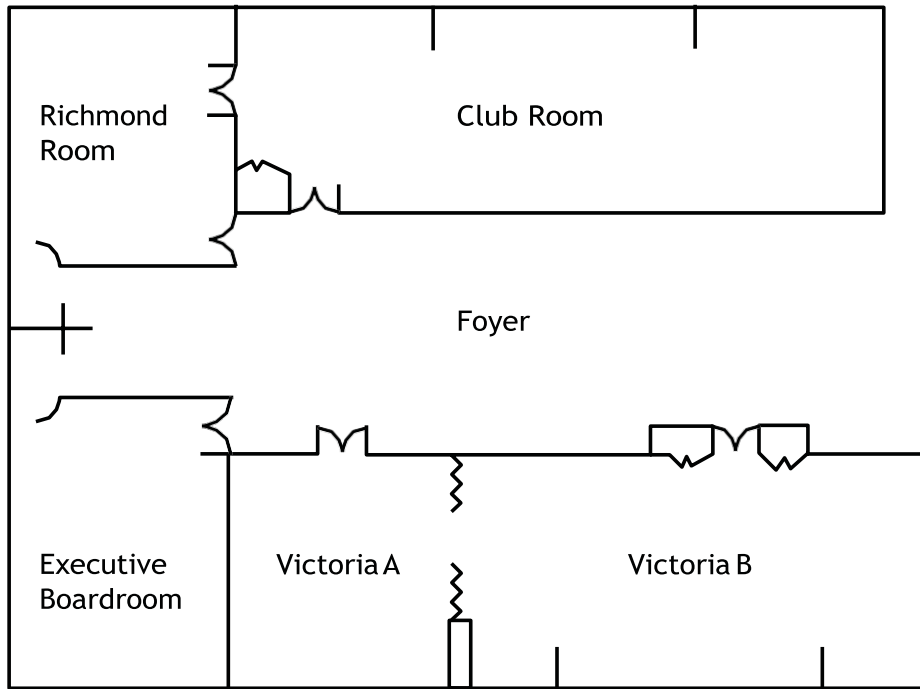 Richmond
Room
Club Room
Foyer
Executive
Boardroom
Victoria A
Victoria B